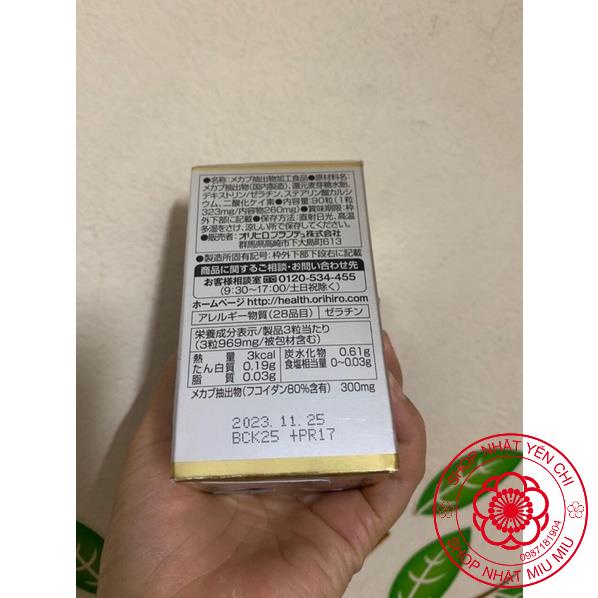 ●名称：メカブ抽出物加工食品●原材料名：
メカブ抽出物(国内製造)、還元麦芽糖水飴、
デキストリン/ゼラチン、ステアリン酸カルシ
ウム、二酸化ケイ素●内容量：90粒(1粒
323mg/内容物260mg)●賞味期限：枠
外下部に記載●保存方法：直射日光、高温
多湿をさけ、涼しい所で保存してください。
●販売者：オリヒロプランデュ株式会社
群馬県高崎市下大島町613
●製造所固有記号：枠外下部下段右に記載
商品に関するご相談・お問い合わせ先
お客様相談室 0120-534-455
(9:30～17:00/土日祝除く)
ホームページ http://health.orihiro.com
アレルギー物質(28品目) ゼラチン
栄養成分表示/製品3粒当たり
(3粒969mg/被包材含む)
熱量 3kcal 炭水化物 0.61g
たん白質 0.19g 食塩相当量 0～0.03g
脂質 0.03g
メカブ抽出物(フコイダン80%含有) 300mg
2023.11.25
BCK25 +PR17
SHOP NHẬT YẾN CHI
0987181904
SHOP NHẬT MIU MIU